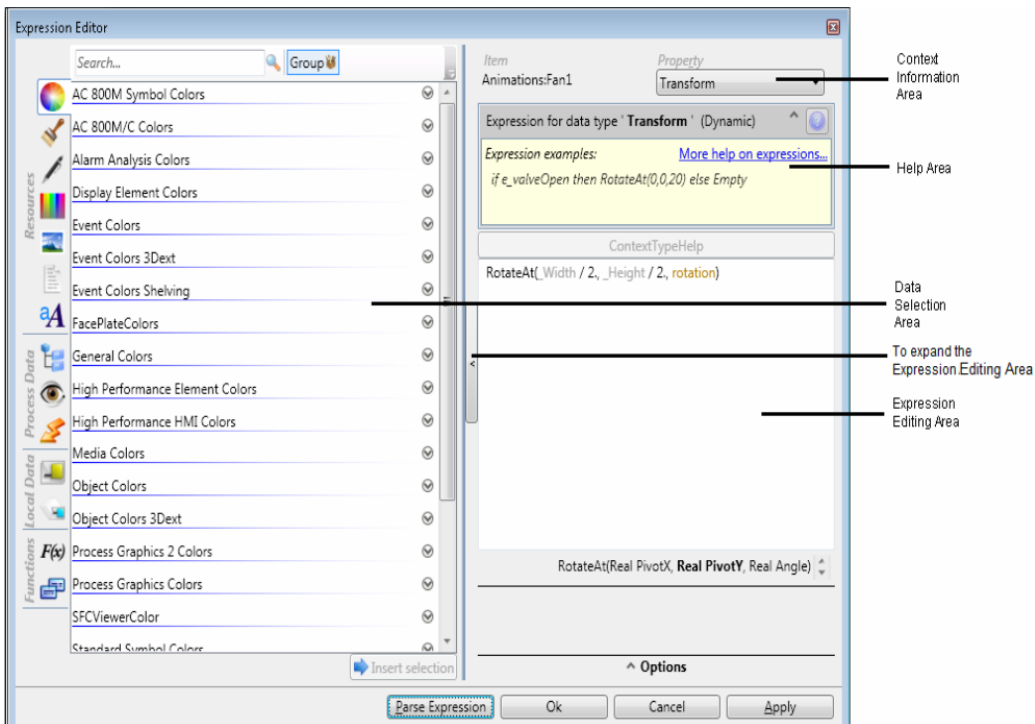 Expression Editor
Search...
Group
Resources
Process Data
Local Data
Functions
aA
F(x)
AC 800M Symbol Colors
AC 800M/C Colors
Alarm Analysis Colors
Display Element Colors
Event Colors
Event Colors 3Dext
Event Colors Shelving
FacePlateColors
General Colors
High Performance Element Colors
High Performance HMI Colors
Media Colors
Object Colors
Object Colors 3Dext
Process Graphics 2 Colors
Process Graphics Colors
SFCViewerColor
Standard Symbol Colors
Insert selection
Item
Property
Animations:Fan1
Transform
Expression for data type ' Transform ' (Dynamic)
Expression examples:
More help on expressions...
if e_valveOpen then RotateAt(0,0,20) else Empty
ContextTypeHelp
RotateAt(_Width / 2., _Height / 2., rotation)
<
RotateAt(Real PivotX, Real PivotY, Real Angle)
^ Options
Parse Expression
Ok
Cancel
Apply
Context
Information
Area
Help Area
Data
Selection
Area
To expand the
Expression Editing Area
Expression
Editing Area